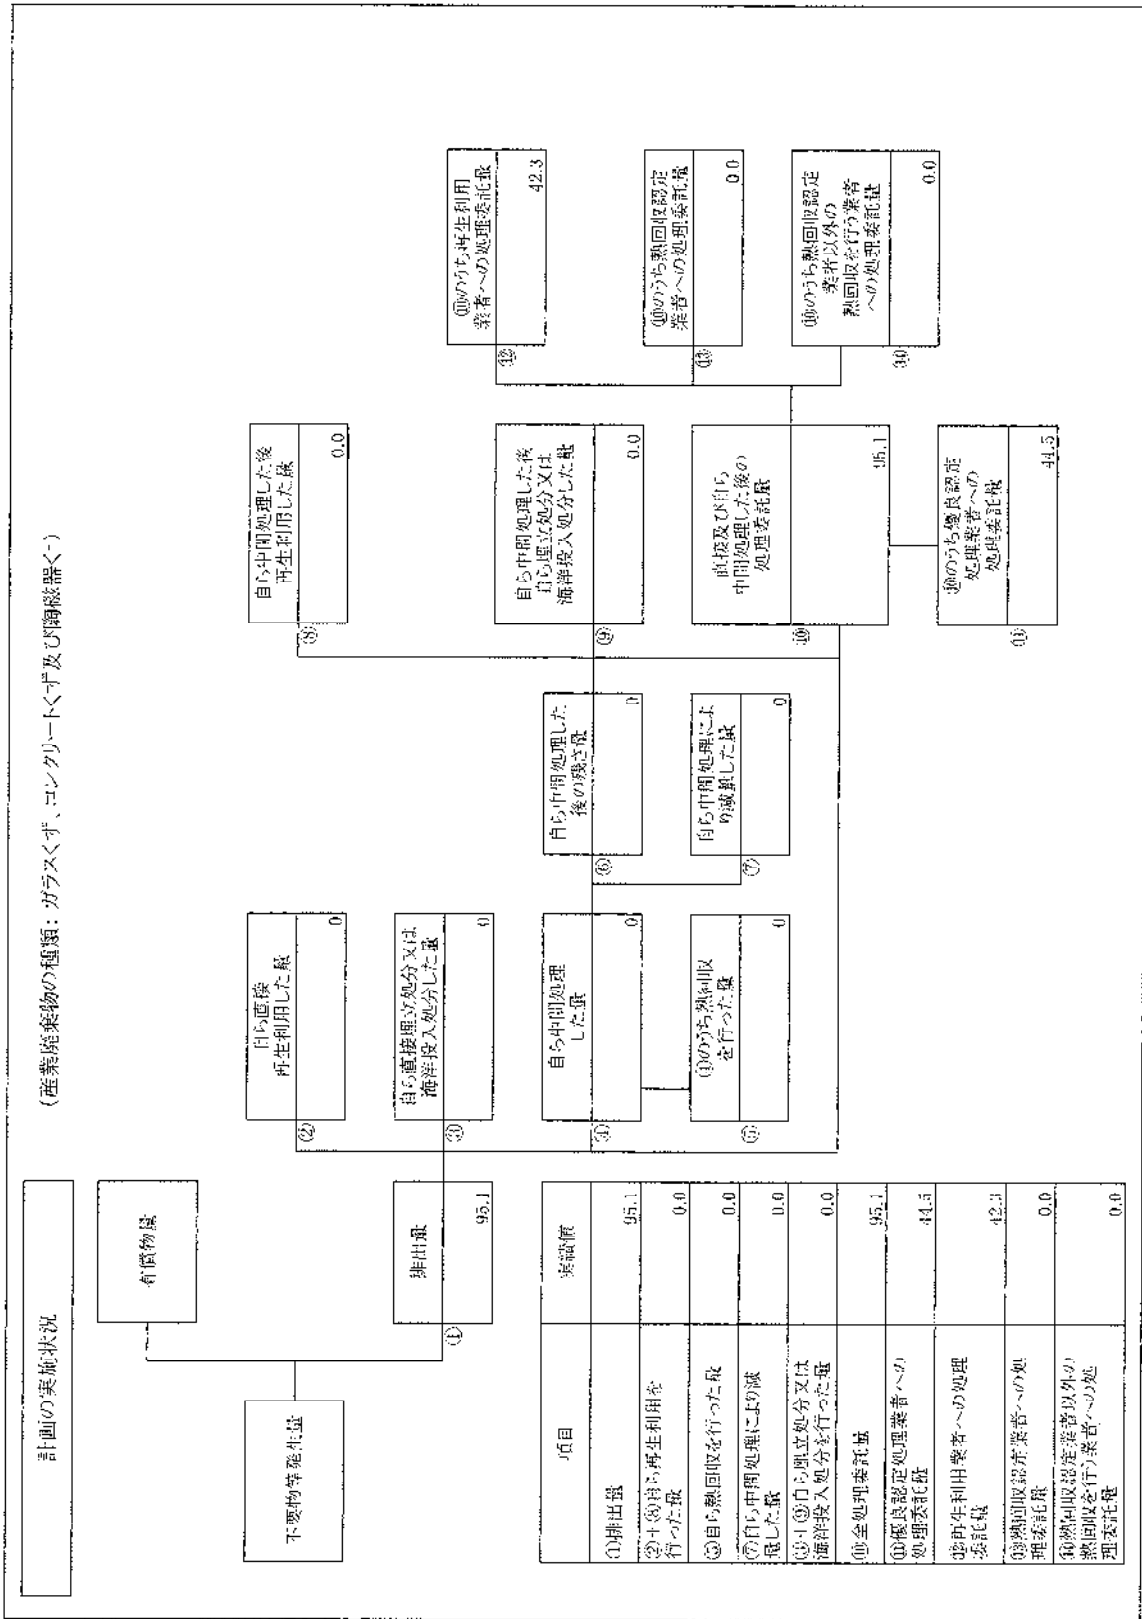 計画の実施状況
(産業廃棄物の種類: ガラスくず、コンクリートくず及び陶磁器くず)
不要物等発生量
有償物量
①
排出量
95.1
②
自ら直接
再生利用した量
0
③
自ら直接埋立処分又は
海洋投入処分した量
0
④
自ら中間処理
した量
0
⑤
④のうち熱回収
を行った量
0
⑥
自ら中間処理した
後の残さ量
0
⑦
自ら中間処理によ
り減量した量
0
⑧
自ら中間処理した後
再生利用した量
0.0
⑨
自ら中間処理した後
自ら埋立処分又は
海洋投入処分した量
0.0
⑩
直接及び自ら
中間処理した後の
処理委託量
95.1
⑪
⑩のうち優良認定
処理業者への
処理委託量
44.5
⑫
⑩のうち再生利用
業者への処理委託量
42.3
⑬
⑩のうち熱回収認定
業者への処理委託量
0.0
⑭
⑩のうち熱回収認定
業者以外の
熱回収を行う業者
への処理委託量
0.0
項目 実績値
①排出量 95.1
②+⑧自ら再生利用を
行った量 0.0
⑤自ら熱回収を行った量 0.0
⑦自ら中間処理により減
量した量 0.0
③+⑨自ら埋立処分又は
海洋投入処分を行った量 0.0
⑩全処理委託量 95.1
⑪優良認定処理業者への
処理委託量 44.5
⑫再生利用業者への処理
委託量 42.3
⑬熱回収認定業者への処
理委託量 0.0
⑭熱回収認定業者以外の
熱回収を行う業者への処
理委託量 0.0